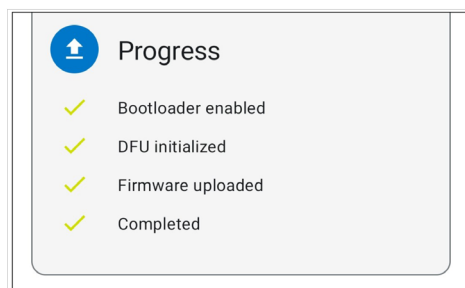 Progress
Bootloader enabled
DFU initialized
Firmware uploaded
Completed